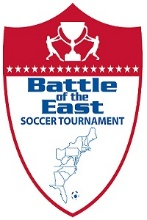 Battle
of the
East
SOCCER TOURNAMENT